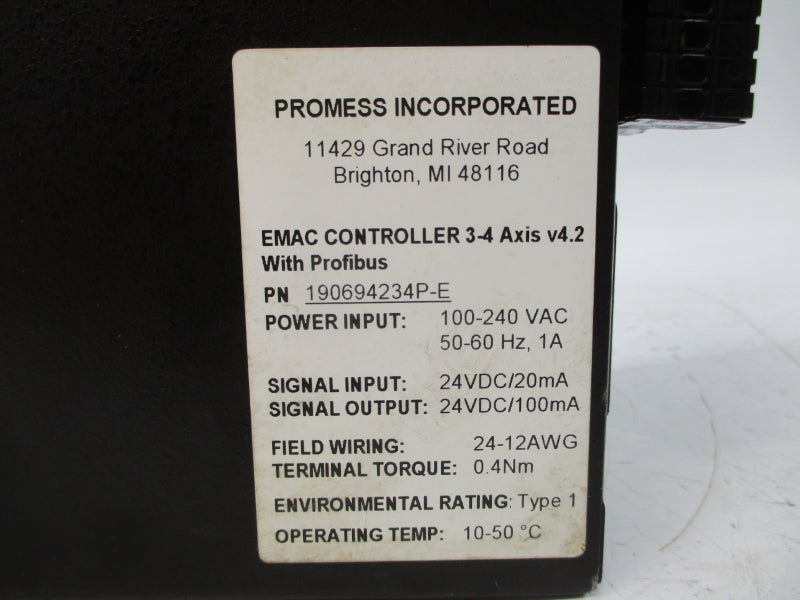 PROMESS INCORPORATED
11429 Grand River Road
Brighton, MI 48116
EMAC CONTROLLER 3-4 Axis v4.2
With Profibus
PN 190694234P-E
POWER INPUT: 100-240 VAC
50-60 Hz, 1A
SIGNAL INPUT: 24VDC/20mA
SIGNAL OUTPUT: 24VDC/100mA
FIELD WIRING: 24-12AWG
TERMINAL TORQUE: 0.4Nm
ENVIRONMENTAL RATING: Type 1
OPERATING TEMP: 10-50 °C